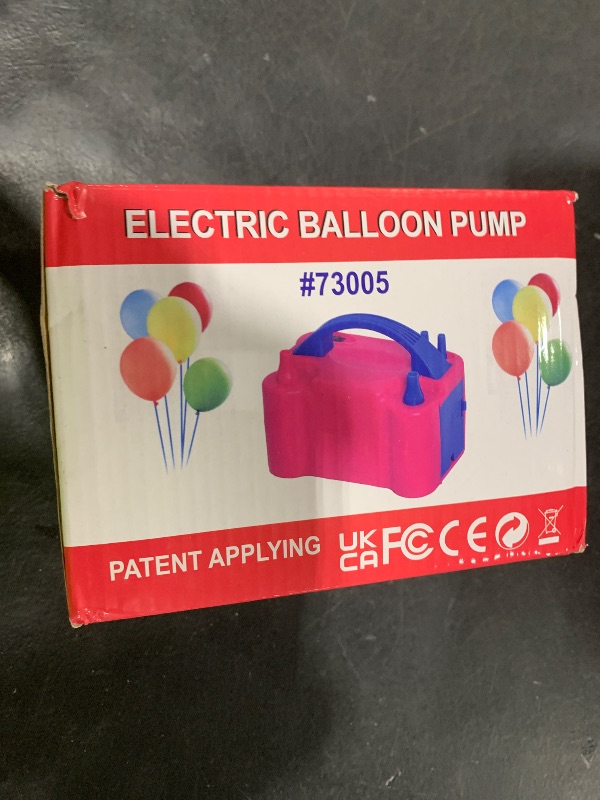 ELECTRIC BALLOON PUMP
#73005
PATENT APPLYING UK CA FC CE